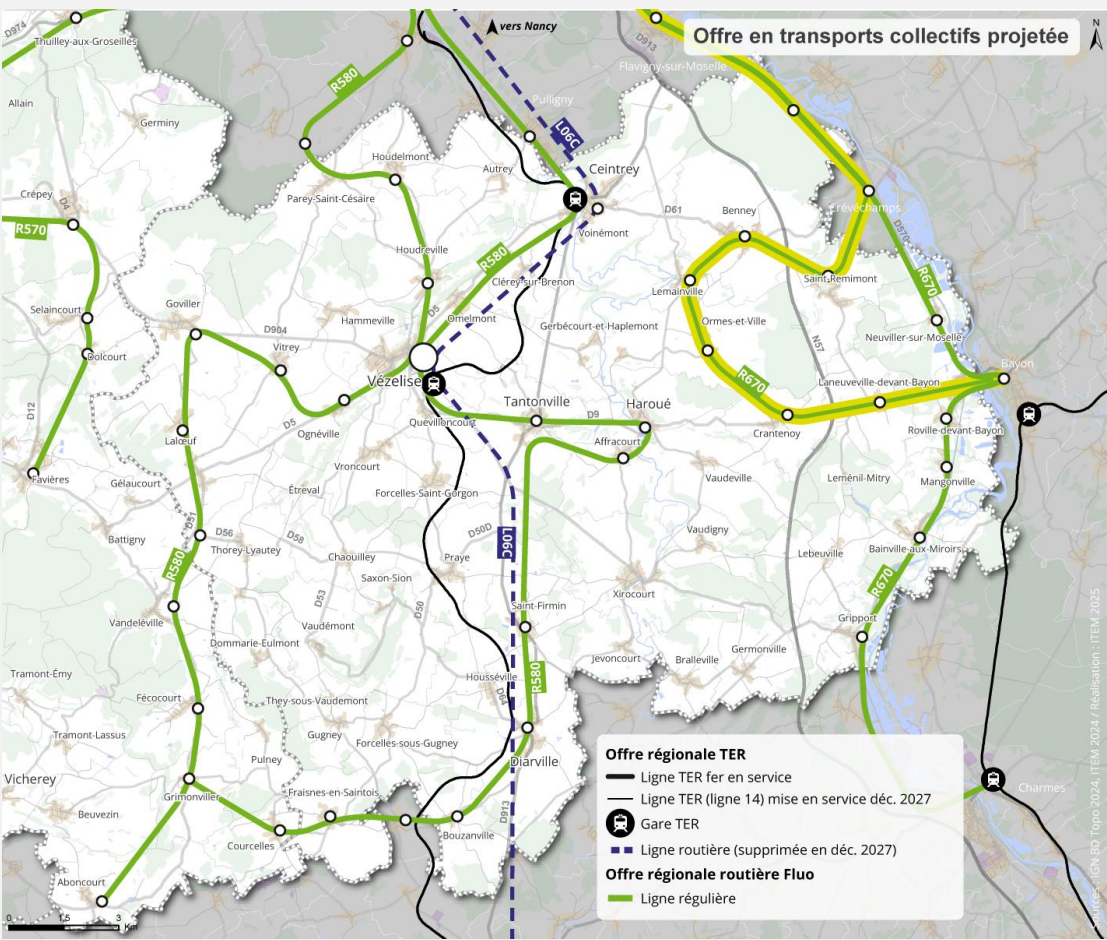 D974
Thuilley-aux-Groseilles
vers Nancy
Offre en transports collectifs projetée
N
D913
Flavigny-sur-Moselle
R580
Allain
Germiny
Pulligny
L06C
Houdelmont
Autrey
Ceintrey
Crépey
D4
Parey-Saint-Césaire
D61
Benney
Crévéchamps
R570
Voinémont
D570
Houdreville
R580
Clérey-sur-Brenon
Saint-Remimont
R670
Lemainville
Selaincourt
Goviller
D5
Omelmont
Hammeville
D904
Gerbécourt-et-Haplemont
Ormes-et-Ville
N57
Neuviller-sur-Moselle
Vitrey
Dolcourt
Bayon
Vézelise
R670
Laneuveville-devant-Bayon
D12
Tantonville
Haroué
D9
Quevilloncourt
D5
Ognéville
Lalœuf
Affracourt
Crantenoy
Roville-devant-Bayon
Favières
Gélaucourt
Vroncourt
Étreval
Forcelles-Saint-Gorgon
Vaudeville
Leménil-Mitry
Mangonville
D51
D56
D58
D50D
L06C
Battigny
Thorey-Lyautey
Vaudigny
Chaouilley
Praye
Lebeuville
Bainville-aux-Miroirs
R580
Saxon-Sion
D53
D50
Xirocourt
R670
Saint-Firmin
Vandeléville
Vaudémont
Gripport
Dommarie-Eulmont
Jevoncourt
Bralleville
Germonville
Tramont-Émy
Housséville
D64
R580
Fécocourt
They-sous-Vaudemont
Tramont-Lassus
Gugney
Forcelles-sous-Gugney
Pulney
Diarville
Vicherey
Grimonviller
Fraisnes-en-Saintois
Beuvezin
D913
Courcelles
Bouzanville
Aboncourt
Charmes
Offre régionale TER
Ligne TER fer en service
Ligne TER (ligne 14) mise en service déc. 2027
Gare TER
Ligne routière (supprimée en déc. 2027)
Offre régionale routière Fluo
Ligne régulière
0 1,5 3
Km
Sources : IGN-BD Topo 2024, ITEM 2024 / Réalisation : ITEM 2025